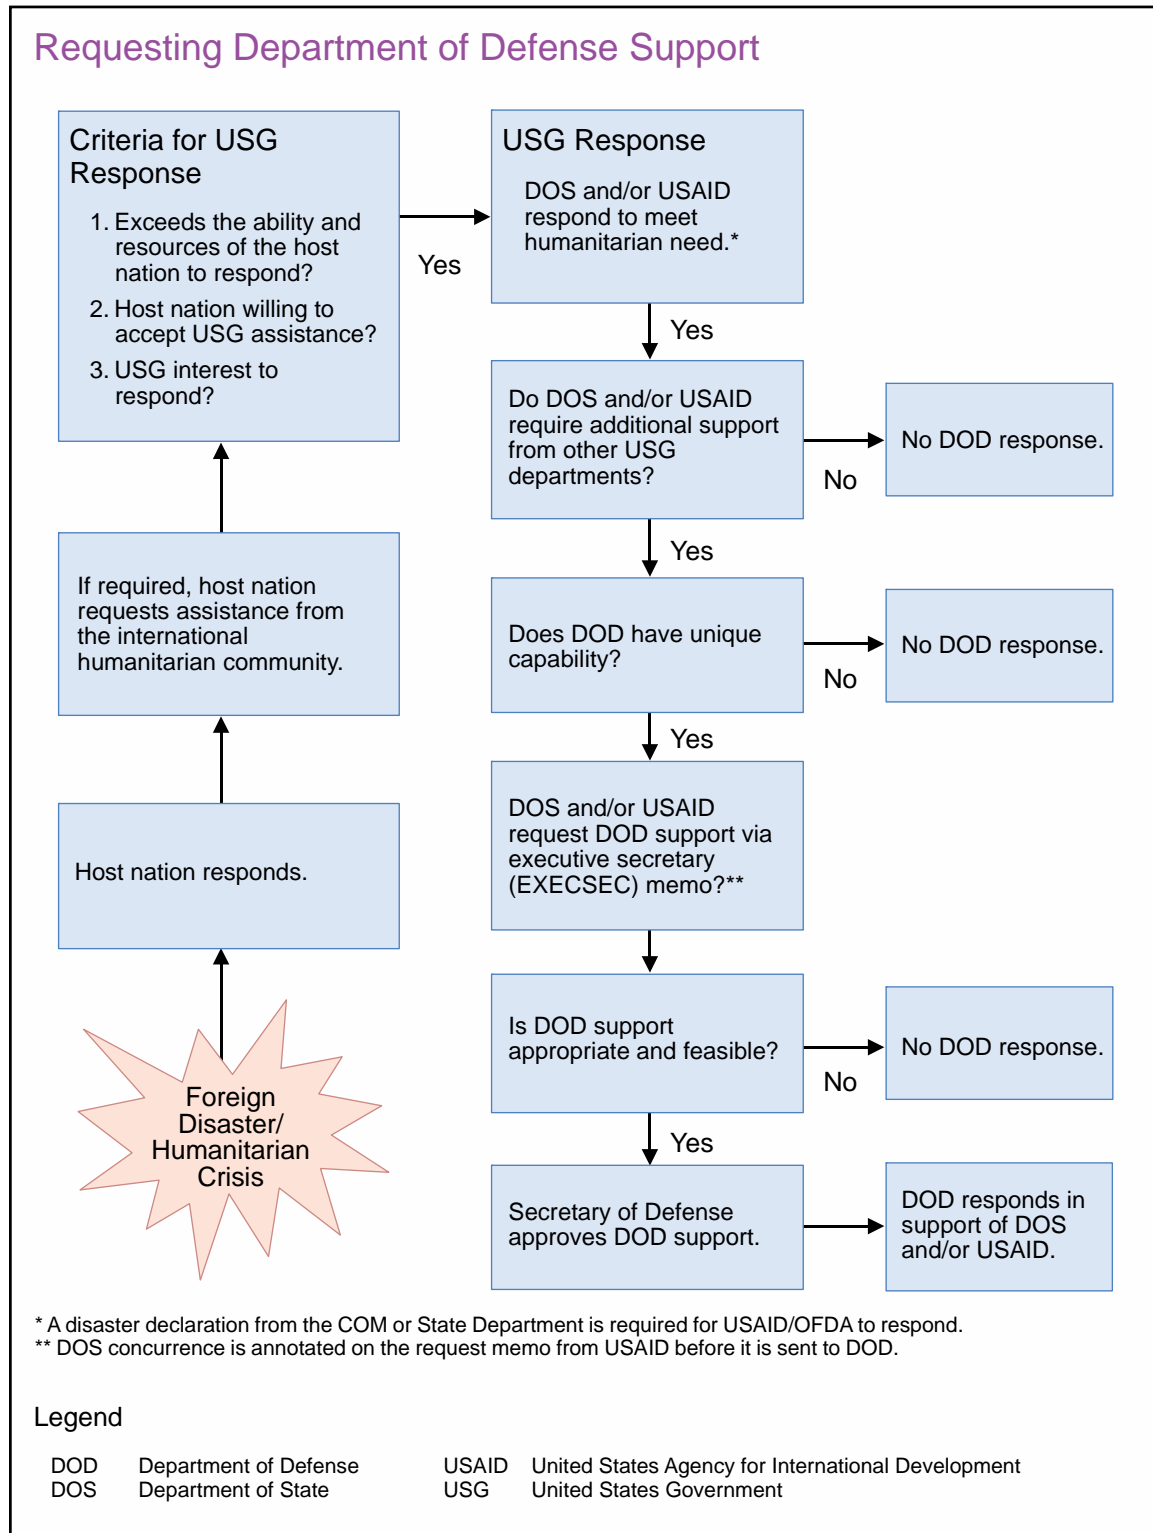 Requesting Department of Defense Support
Criteria for USG
Response
1. Exceeds the ability and
resources of the host
nation to respond?
2. Host nation willing to
accept USG assistance?
3. USG interest to
respond?
Yes
USG Response
DOS and/or USAID
respond to meet
humanitarian need.*
Yes
Do DOS and/or USAID
require additional support
from other USG
departments?
No
No DOD response.
Yes
If required, host nation
requests assistance from
the international
humanitarian community.
Does DOD have unique
capability?
No
No DOD response.
Yes
Host nation responds.
DOS and/or USAID
request DOD support via
executive secretary
(EXECSEC) memo?**
Is DOD support
appropriate and feasible?
No
No DOD response.
Yes
Foreign
Disaster/
Humanitarian
Crisis
Secretary of Defense
approves DOD support.
DOD responds in
support of DOS
and/or USAID.
* A disaster declaration from the COM or State Department is required for USAID/OFDA to respond.
** DOS concurrence is annotated on the request memo from USAID before it is sent to DOD.
Legend
DOD Department of Defense USAID United States Agency for International Development
DOS Department of State USG United States Government